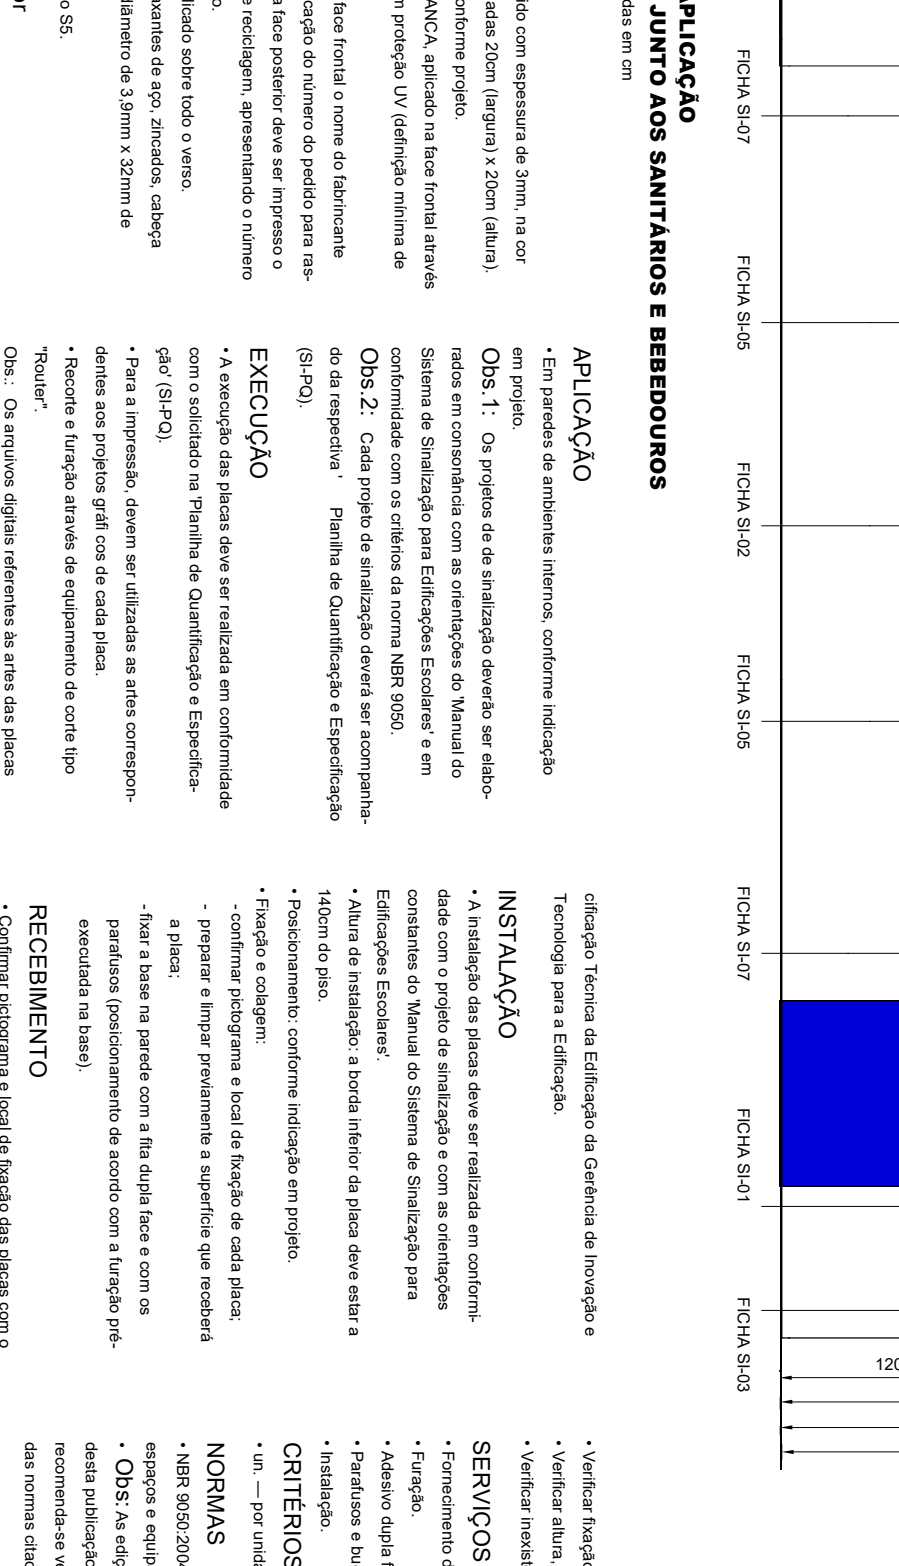 FICHA SI-07
FICHA SI-05
FICHA SI-02
FICHA SI-05
FICHA SI-07
FICHA SI-01
FICHA SI-03
120
APLICAÇÃO
JUNTO AOS SANITÁRIOS E BEBEDOUROS
das em cm
ido com espessura de 3mm, na cor
adas 20cm (largura) x 20cm (altura).
onforme projeto.
ANCA, aplicado na face frontal através
m proteção UV (definição mínima de
face frontal o nome do fabrincante
cação do número do pedido para ras-
a face posterior deve ser impresso o
e reciclagem, apresentando o número
o.
licado sobre todo o verso.
axantes de aço, zincados, cabeça
diâmetro de 3,9mm x 32mm de
o S5.
or
APLICAÇÃO
• Em paredes de ambientes internos, conforme indicação
em projeto.
Obs.1: Os projetos de de sinalização deverão ser elabo-
rados em consonância com as orientações do 'Manual do
Sistema de Sinalização para Edificações Escolares' e em
conformidade com os critérios da norma NBR 9050.
Obs.2: Cada projeto de sinalização deverá ser acompanha-
do da respectiva ' Planilha de Quantificação e Especificação
(SI-PQ).
EXECUÇÃO
• A execução das placas deve ser realizada em conformidade
com o solicitado na 'Planilha de Quantificação e Especifica-
ção' (SI-PQ).
• Para a impressão, devem ser utilizadas as artes correspon-
dentes aos projetos gráfi cos de cada placa.
• Recorte e furação através de equipamento de corte tipo
"Router".
Obs.: Os arquivos digitais referentes às artes das placas
cificação Técnica da Edificação da Gerência de Inovação e
Tecnologia para a Edificação.
INSTALAÇÃO
• A instalação das placas deve ser realizada em conformi-
dade com o projeto de sinalização e com as orientações
constantes do 'Manual do Sistema de Sinalização para
Edificações Escolares'.
• Altura de instalação: a borda inferior da placa deve estar a
140cm do piso.
• Posicionamento: conforme indicação em projeto.
• Fixação e colagem:
- confirmar pictograma e local de fixação de cada placa;
- preparar e limpar previamente a superfície que receberá
a placa;
- fixar a base na parede com a fita dupla face e com os
parafusos (posicionamento de acordo com a furação pré-
executada na base).
RECEBIMENTO
• Confirmar pictograma e local de fixação das placas com o
• Verificar fixação
• Verificar altura,
• Verificar inexist
SERVIÇOS
• Fornecimento d
• Furação.
• Adesivo dupla f
• Parafusos e bu
• Instalação.
CRITÉRIOS
• un. — por unida
NORMAS
• NBR 9050:2004
espaços e equip
• Obs: As ediç
desta publicação
recomenda-se ve
das normas citad